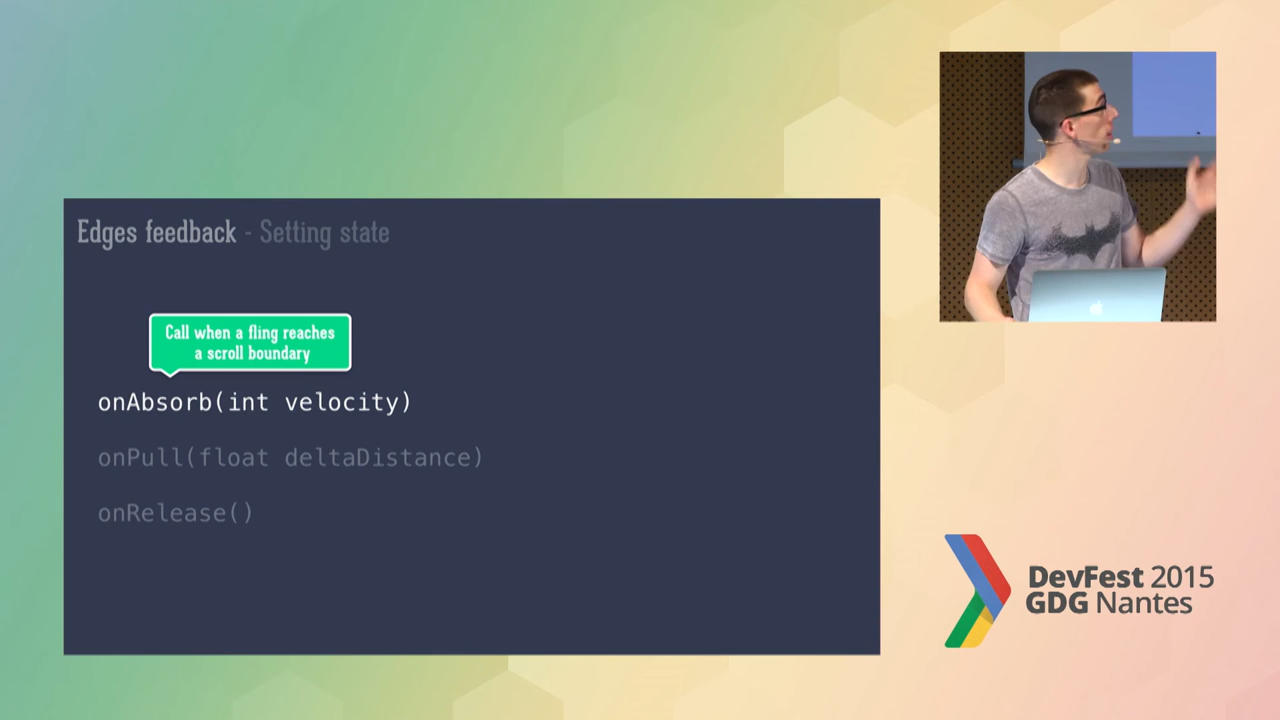 Edges feedback - Setting state
Call when a fling reaches
a scroll boundary
onAbsorb(int velocity)
onPull(float deltaDistance)
onRelease()
DevFest 2015
GDG Nantes